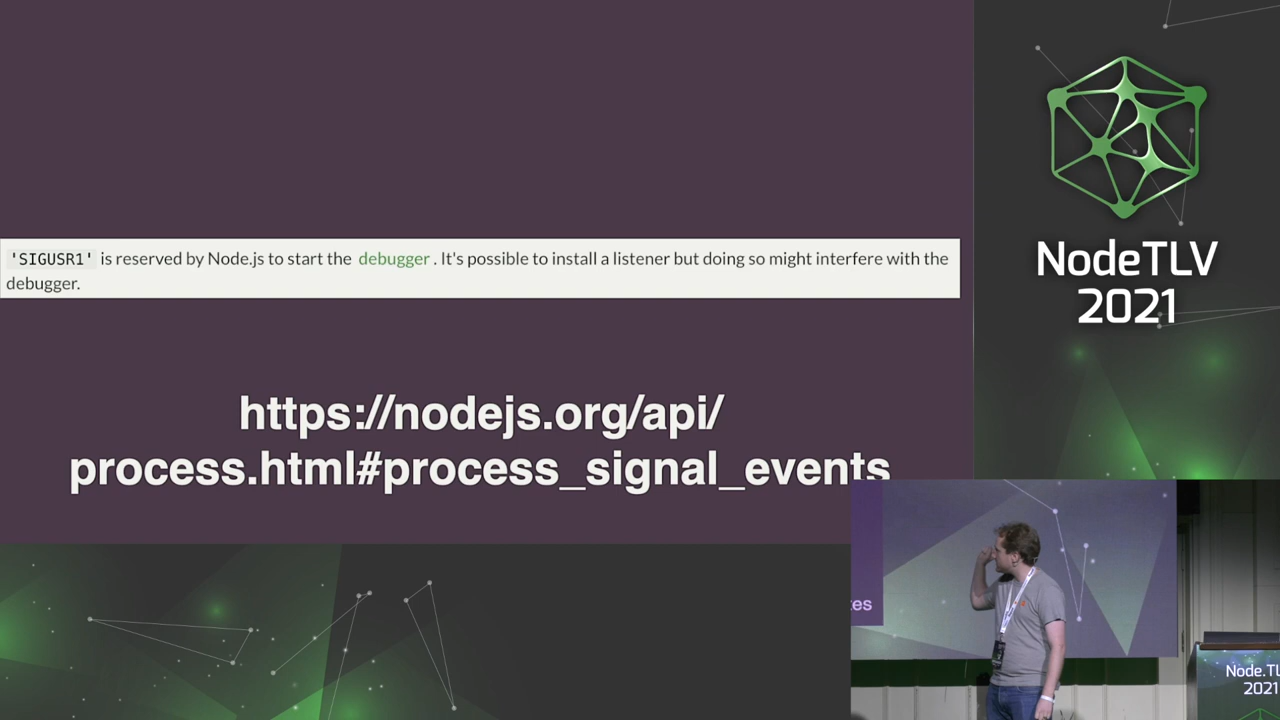 'SIGUSR1' is reserved by Node.js to start the debugger. It's possible to install a listener but doing so might interfere with the
debugger.
https://nodejs.org/api/
process.html#process_signal_events
NodeTLV
2021
tes
Node.TL
2021